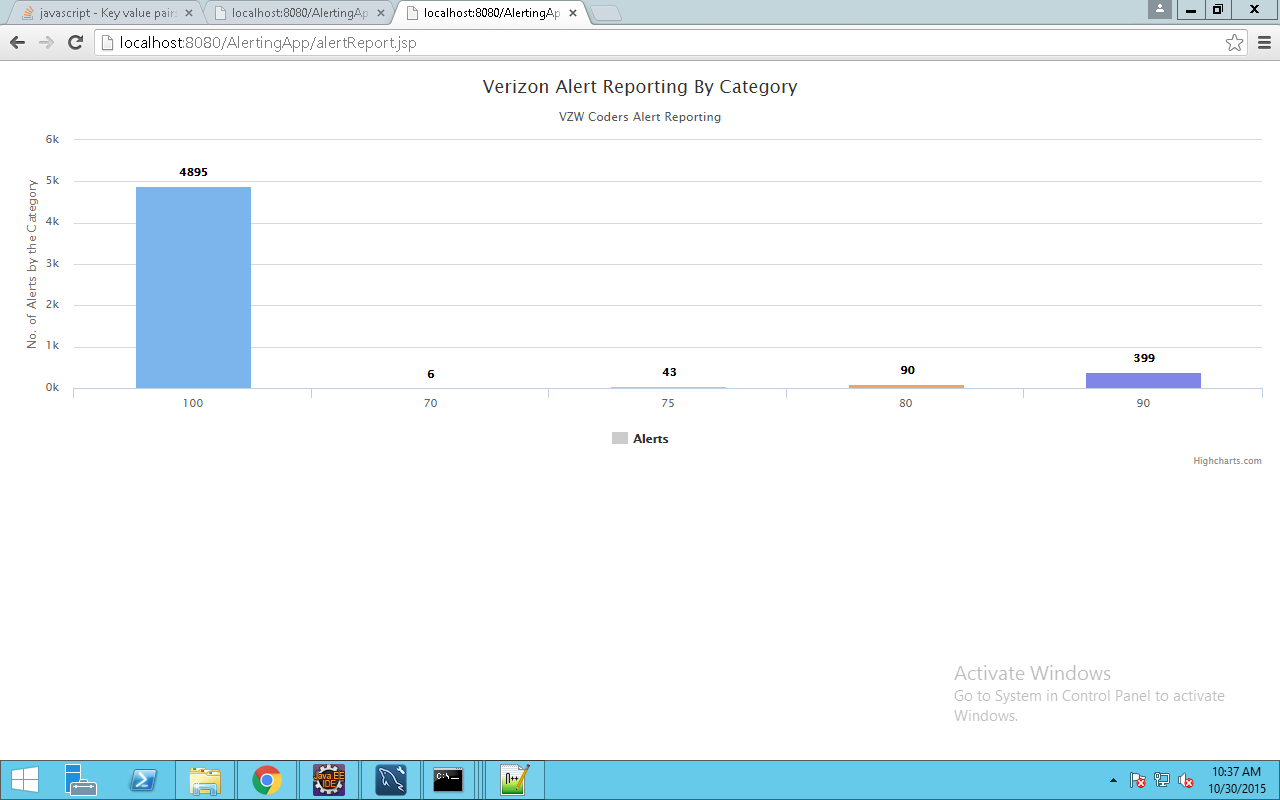 javascript - Key value pair
localhost:8080/AlertingAp
localhost:8080/AlertingAp
localhost:8080/AlertingApp/alertReport.jsp
Verizon Alert Reporting By Category
VZW Coders Alert Reporting
No. of Alerts by the Category
6k
5k
4k
3k
2k
1k
0k
4895
6
43
90
399
100
70
75
80
90
Alerts
Highcharts.com
Activate Windows
Go to System in Control Panel to activate
Windows.
Java EE
IDE
C:\_
N++
10:37 AM
10/30/2015